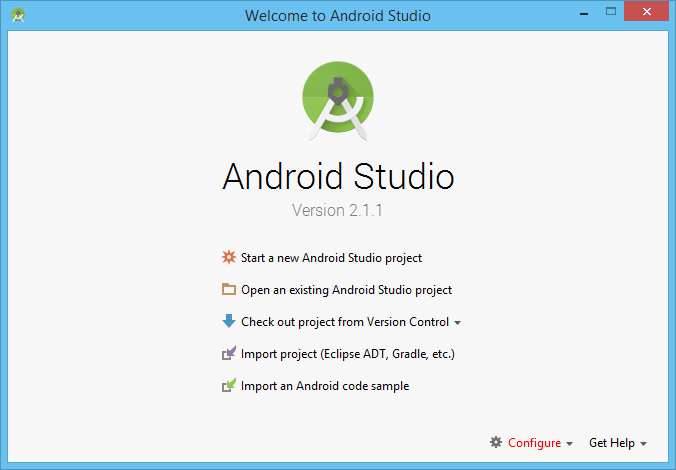 Welcome to Android Studio
Android Studio
Version 2.1.1
Start a new Android Studio project
Open an existing Android Studio project
Check out project from Version Control
Import project (Eclipse ADT, Gradle, etc.)
Import an Android code sample
Configure Get Help